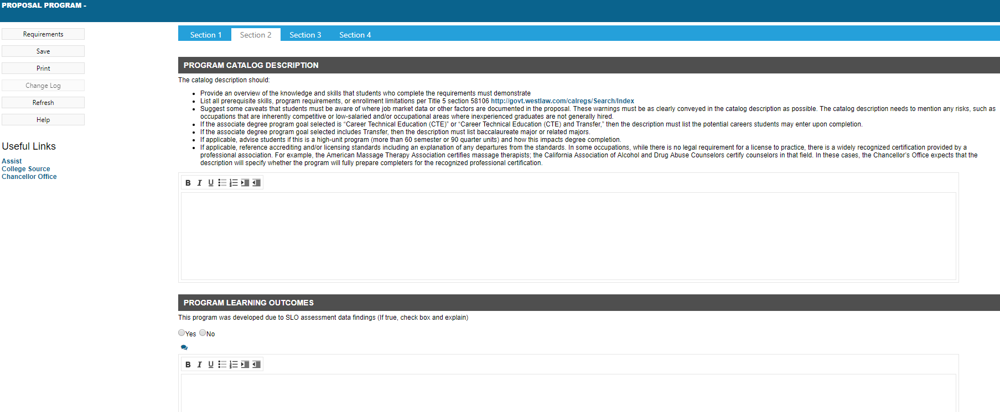 PROPOSAL PROGRAM -
Requirements
Save
Print
Change Log
Refresh
Help
Useful Links
Assist
College Source
Chancellor Office
Section 1
Section 2
Section 3
Section 4
PROGRAM CATALOG DESCRIPTION
The catalog description should:
Provide an overview of the knowledge and skills that students who complete the requirements must demonstrate
List all prerequisite skills, program requirements, or enrollment limitations per Title 5 section 58106 http://govt.westlaw.com/calregs/Search/Index
Suggest some caveats that students must be aware of where job market data or other factors are documented in the proposal. These warnings must be as clearly conveyed in the catalog description as possible. The catalog description needs to mention any risks, such as
occupations that are inherently competitive or low-salaried and/or occupational areas where inexperienced graduates are not generally hired.
If the associate degree program goal selected is “Career Technical Education (CTE)” or “Career Technical Education (CTE) and Transfer,” then the description must list the potential careers students may enter upon completion.
If the associate degree program goal selected includes Transfer, then the description must list baccalaureate major or related majors.
If applicable, advise students if this is a high-unit program (more than 60 semester or 90 quarter units) and how this impacts degree completion.
If applicable, reference accrediting and/or licensing standards including an explanation of any departures from the standards. In some occupations, while there is no legal requirement for a license to practice, there is a widely recognized certification provided by a
professional association. For example, the American Massage Therapy Association certifies massage therapists; the California Association of Alcohol and Drug Abuse Counselors certify counselors in that field. In these cases, the Chancellor’s Office expects that the
description will specify whether the program will fully prepare completers for the recognized professional certification.
B I U
PROGRAM LEARNING OUTCOMES
This program was developed due to SLO assessment data findings (If true, check box and explain)
Yes No
B I U